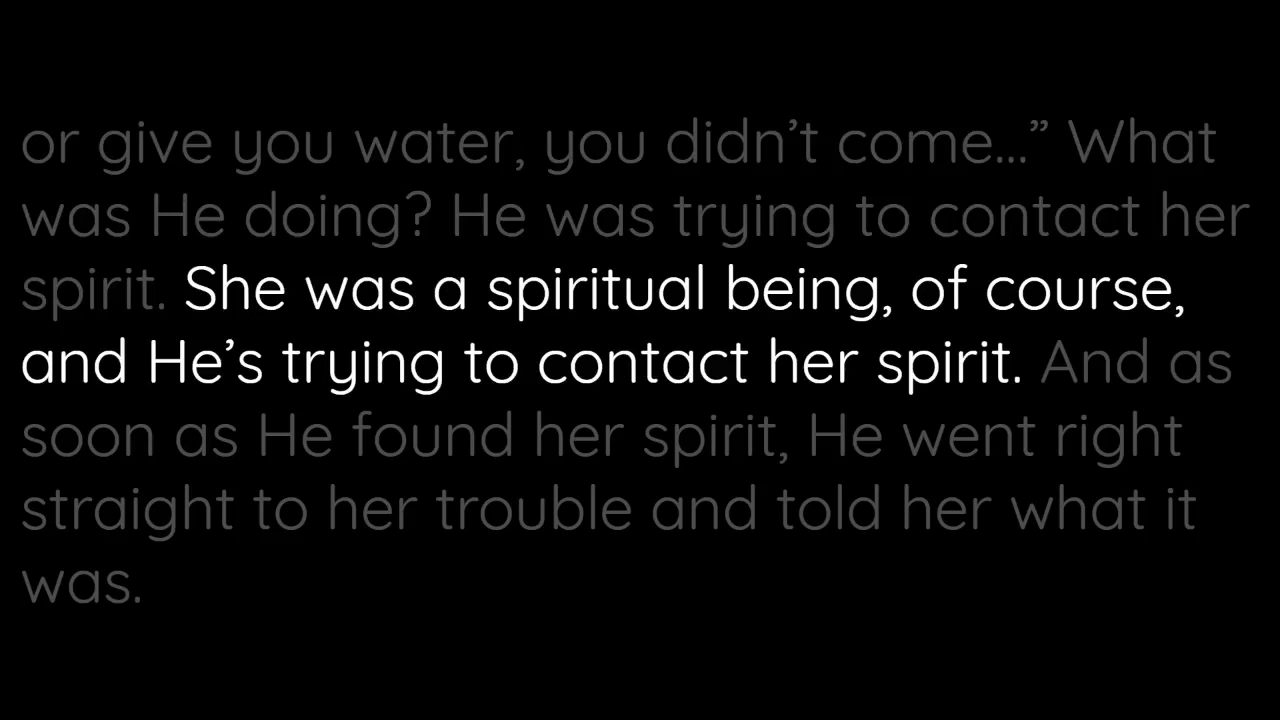 or give you water, you didn’t come...” What
was He doing? He was trying to contact her
spirit. She was a spiritual being, of course,
and He’s trying to contact her spirit. And as
soon as He found her spirit, He went right
straight to her trouble and told her what it
was.